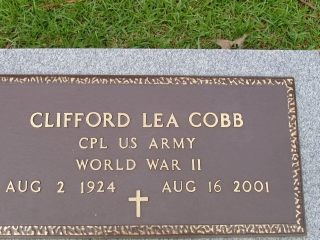 CLIFFORD LEA COBB
CPL US ARMY
WORLD WAR II
AUG 2 1924 AUG 16 2001